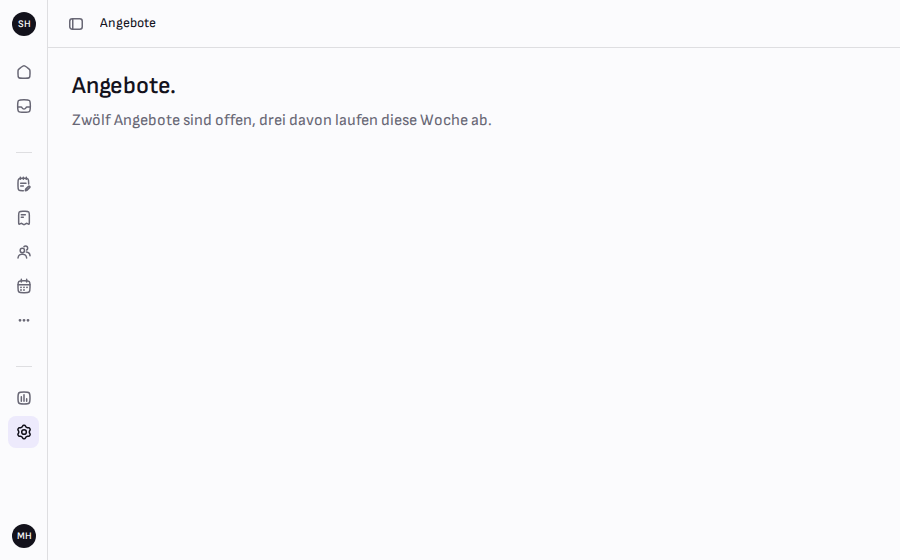 SH
Angebote
Angebote.
Zwölf Angebote sind offen, drei davon laufen diese Woche ab.
MH